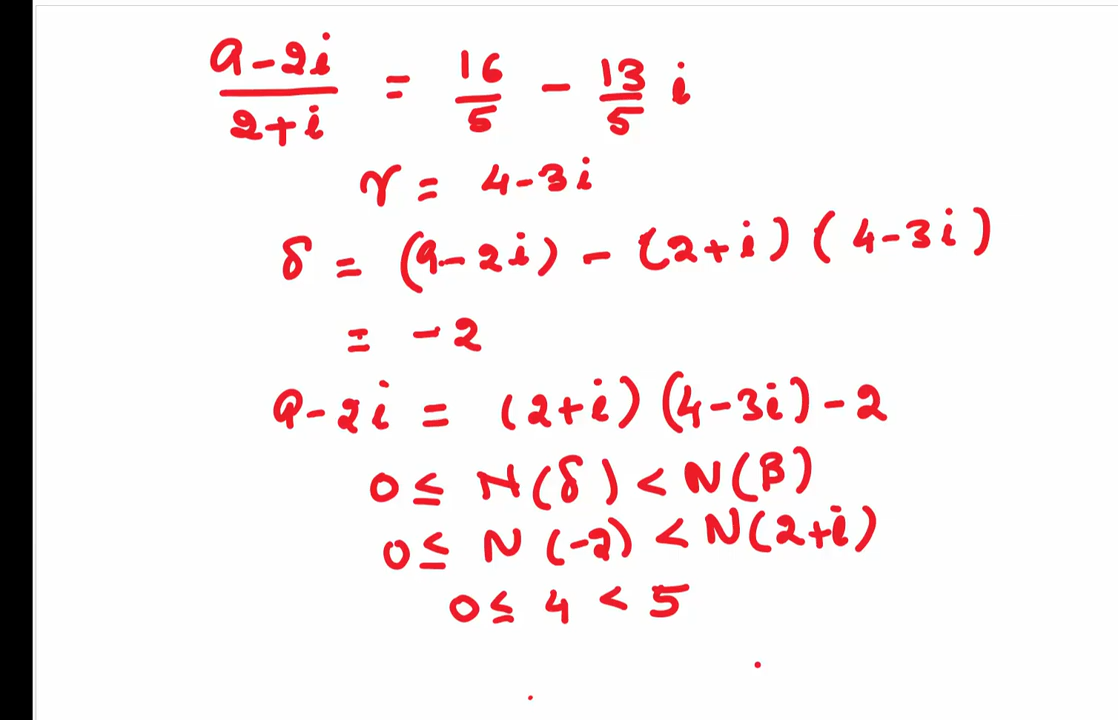 9-2i/2+i = 16/5 - 13/5 i
γ = 4-3i
δ = (9-2i) - (2+i)(4-3i)
= -2
9-2i = (2+i)(4-3i)-2
0 ≤ N(δ) < N(β)
0 ≤ N(-2) < N(2+i)
0 ≤ 4 < 5